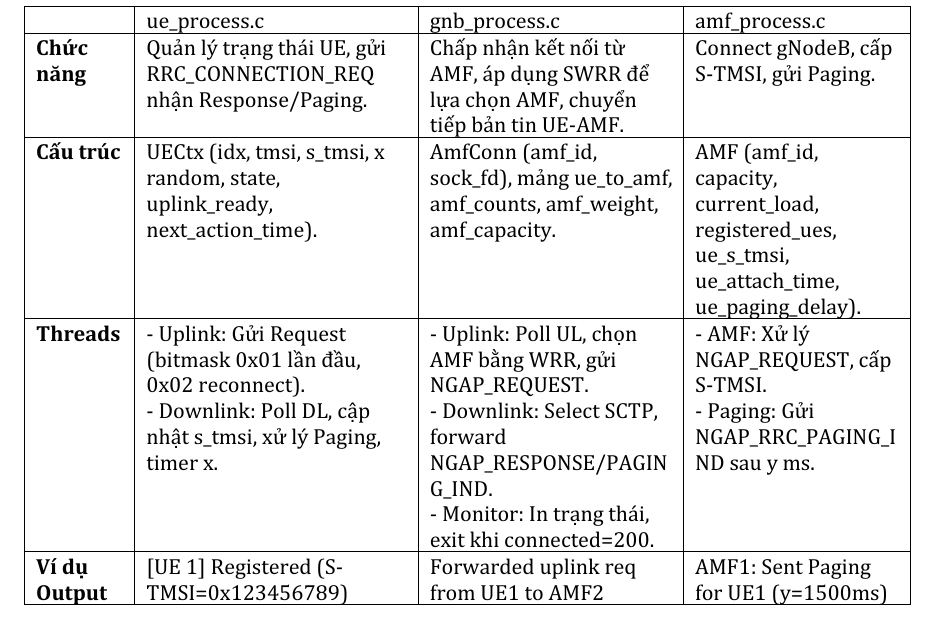 ue_process.c
gnb_process.c
amf_process.c
Chức
năng
Quản lý trạng thái UE, gửi
RRC_CONNECTION_REQ
nhận Response/Paging.
Chấp nhận kết nối từ
AMF, áp dụng SWRR để
lựa chọn AMF, chuyển
tiếp bản tin UE-AMF.
Connect gNodeB, cấp
S-TMSI, gửi Paging.
Cấu trúc
UECtx (idx, tmsi, s_tmsi, x
random, state,
uplink_ready,
next_action_time).
AmfConn (amf_id,
sock_fd), mảng ue_to_amf,
amf_counts, amf_weight,
amf_capacity.
AMF (amf_id,
capacity,
current_load,
registered_ues,
ue_s_tmsi,
ue_attach_time,
ue_paging_delay).
Threads
- Uplink: Gửi Request
(bitmask 0x01 lần đầu,
0x02 reconnect).
- Downlink: Poll DL, cập
nhật s_tmsi, xử lý Paging,
timer x.
- Uplink: Poll UL, chọn
AMF bằng WRR, gửi
NGAP_REQUEST.
- Downlink: Select SCTP,
forward
NGAP_RESPONSE/PAGIN
G_IND.
- Monitor: In trạng thái,
exit khi connected=200.
- AMF: Xử lý
NGAP_REQUEST, cấp
S-TMSI.
- Paging: Gửi
NGAP_RRC_PAGING_I
ND sau y ms.
Ví dụ
Output
[UE 1] Registered (S-
TMSI=0x123456789)
Forwarded uplink req
from UE1 to AMF2
AMF1: Sent Paging
for UE1 (y=1500ms)